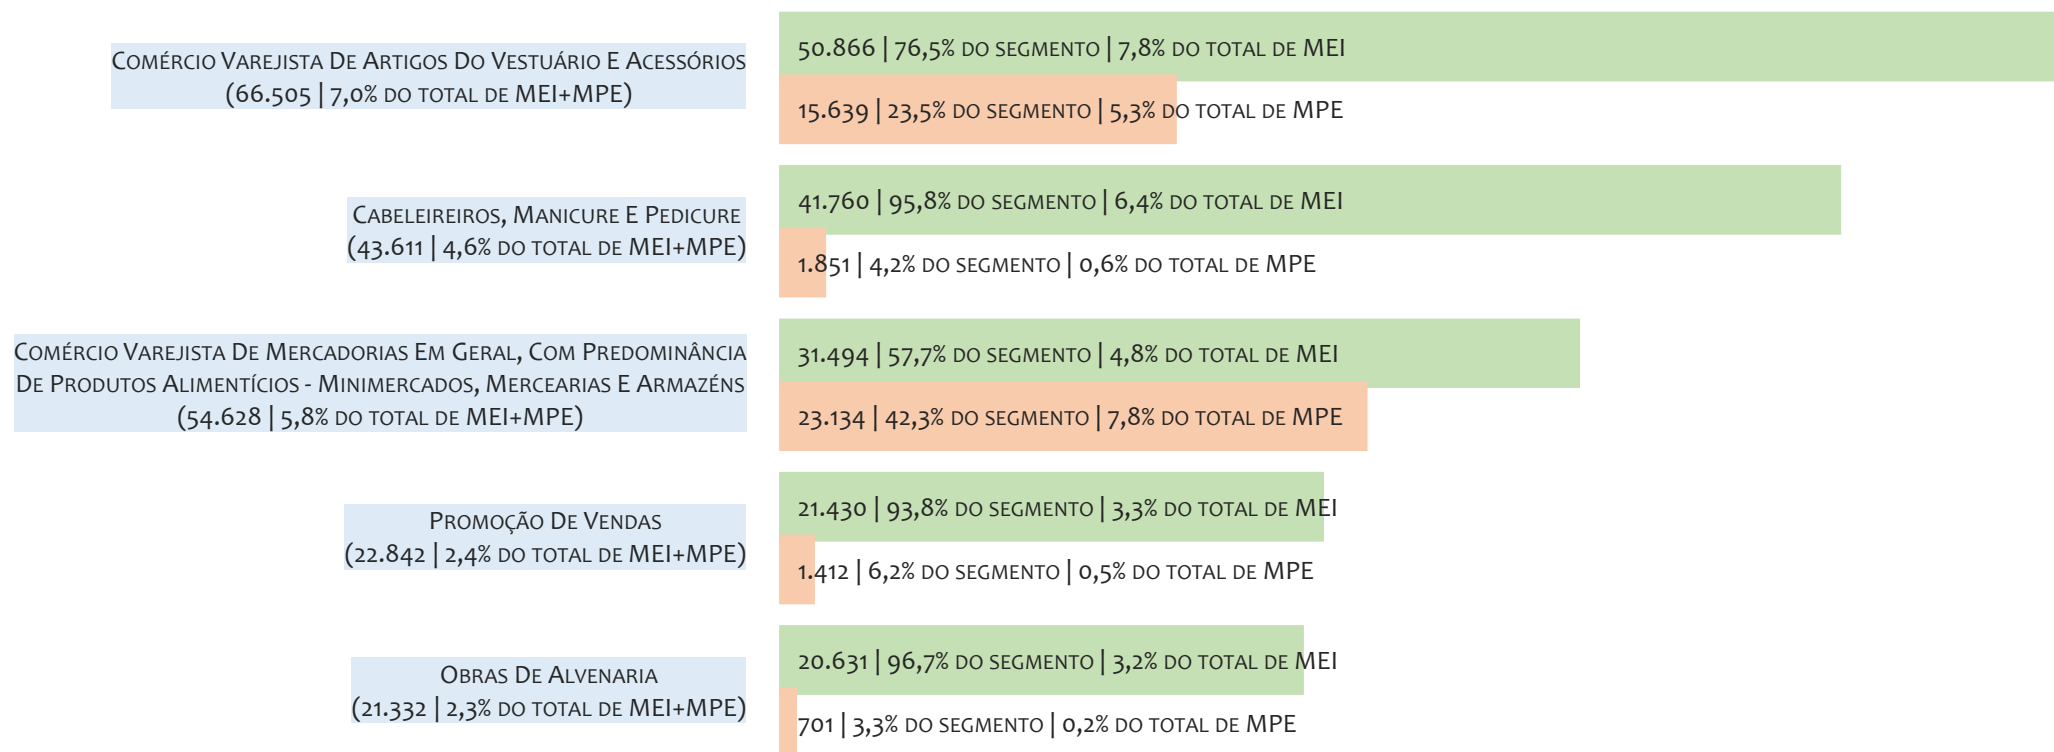 Comércio Varejista De Artigos Do Vestuário E Acessórios
(66.505 | 7,0% do total de MEI+MPE)
50.866 | 76,5% do segmento | 7,8% do total de MEI
15.639 | 23,5% do segmento | 5,3% do total de MPE
Cabeleireiros, Manicure E Pedicure
(43.611 | 4,6% do total de MEI+MPE)
41.760 | 95,8% do segmento | 6,4% do total de MEI
1.851 | 4,2% do segmento | 0,6% do total de MPE
Comércio Varejista De Mercadorias Em Geral, Com Predominância
De Produtos Alimentícios - Minimercados, Mercearias E Armazéns
(54.628 | 5,8% do total de MEI+MPE)
31.494 | 57,7% do segmento | 4,8% do total de MEI
23.134 | 42,3% do segmento | 7,8% do total de MPE
Promoção De Vendas
(22.842 | 2,4% do total de MEI+MPE)
21.430 | 93,8% do segmento | 3,3% do total de MEI
1.412 | 6,2% do segmento | 0,5% do total de MPE
Obras De Alvenaria
(21.332 | 2,3% do total de MEI+MPE)
20.631 | 96,7% do segmento | 3,2% do total de MEI
701 | 3,3% do segmento | 0,2% do total de MPE